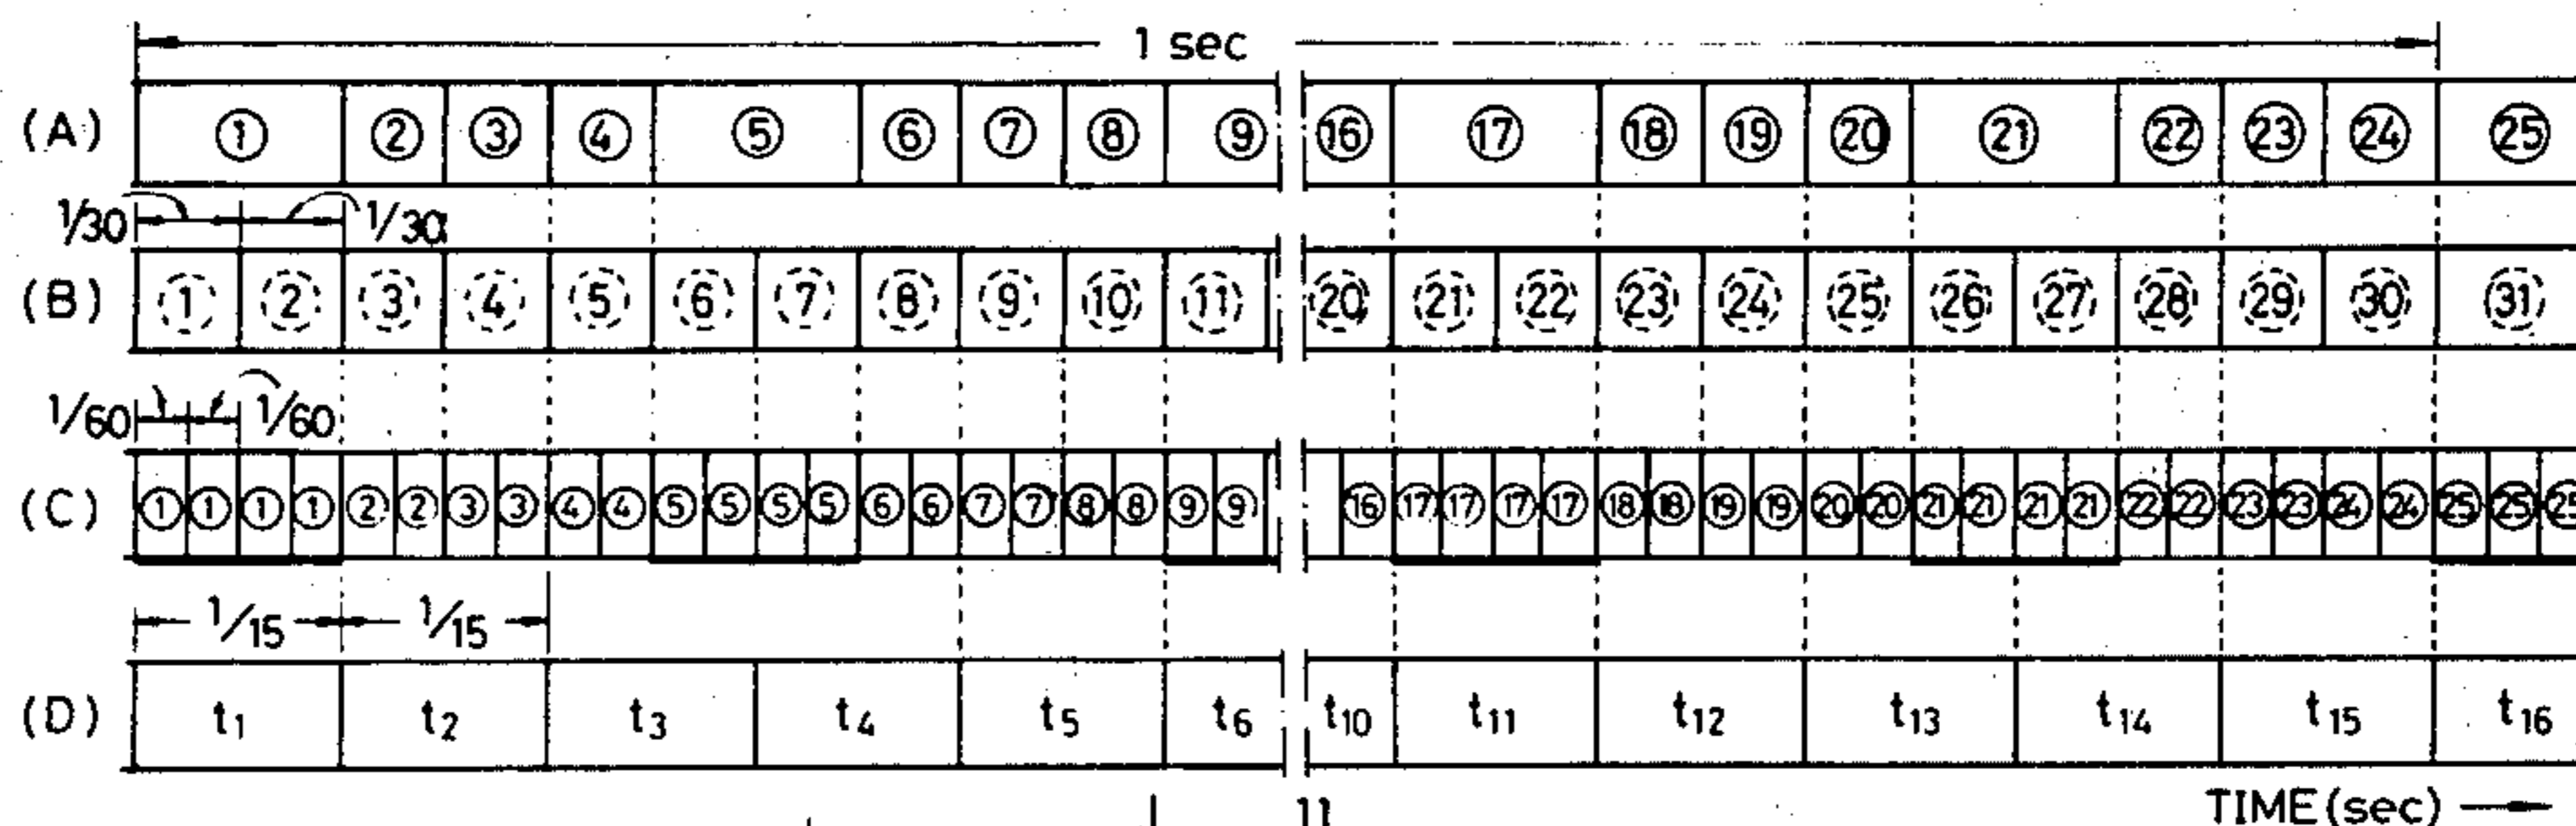 1 sec
(A) ① ② ③ ④ ⑤ ⑥ ⑦ ⑧ ⑨ ⑯ ⑰ ⑱ ⑲ ⑳ ㉑ ㉒ ㉓ ㉔ ㉕
1/30 1/30
(B) ① ② ③ ④ ⑤ ⑥ ⑦ ⑧ ⑨ ⑩ ⑪ ⑳ ㉑ ㉒ ㉓ ㉔ ㉕ ㉖ ㉗ ㉘ ㉙ ㉚ ㉛
1/60 1/60
(C) ① ① ① ① ② ② ③ ③ ④ ④ ⑤ ⑤ ⑤ ⑤ ⑥ ⑥ ⑦ ⑦ ⑧ ⑧ ⑨ ⑨ ⑯ ⑰ ⑰ ⑰ ⑰ ⑱ ⑱ ⑲ ⑲ ⑳ ⑳ ㉑ ㉑ ㉑ ㉑ ㉒ ㉒ ㉓ ㉓ ㉔ ㉔ ㉕ ㉕ ㉕
1/15 1/15
(D) t1 t2 t3 t4 t5 t6 t10 t11 t12 t13 t14 t15 t16
11
TIME (sec)